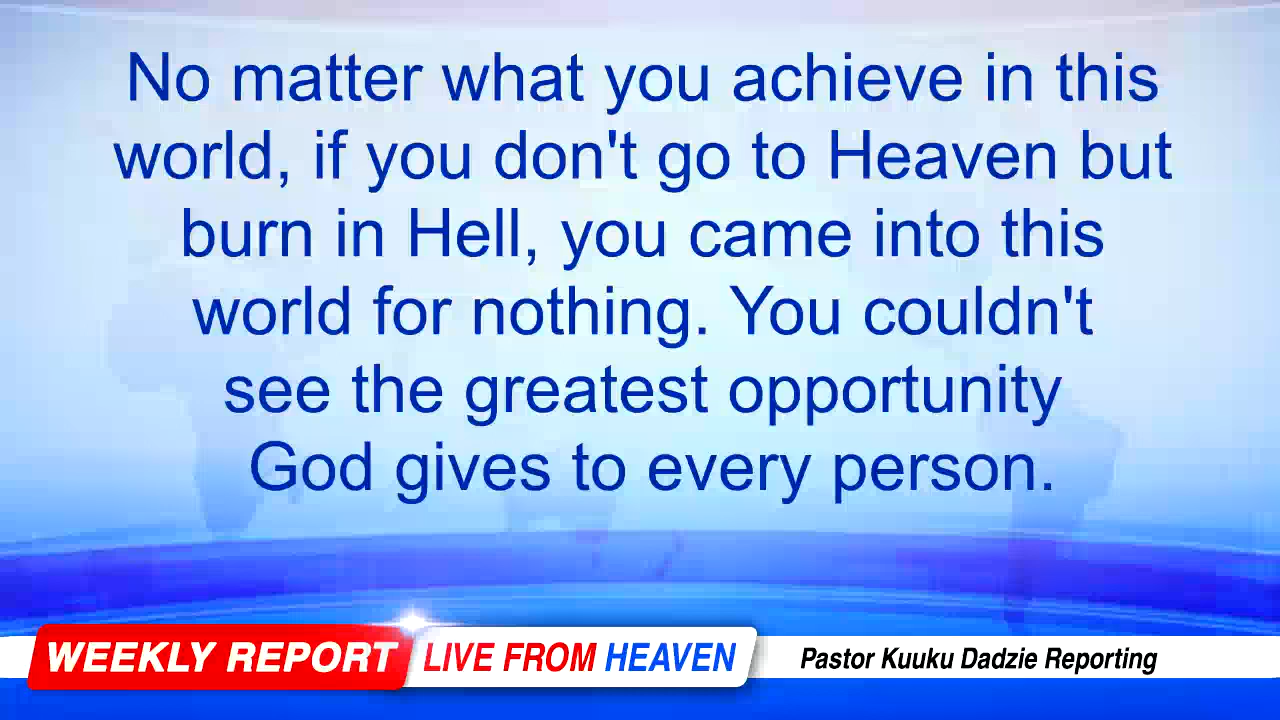 No matter what you achieve in this
world, if you don't go to Heaven but
burn in Hell, you came into this
world for nothing. You couldn't
see the greatest opportunity
God gives to every person.
WEEKLY REPORT LIVE FROM HEAVEN Pastor Kuuku Dadzie Reporting